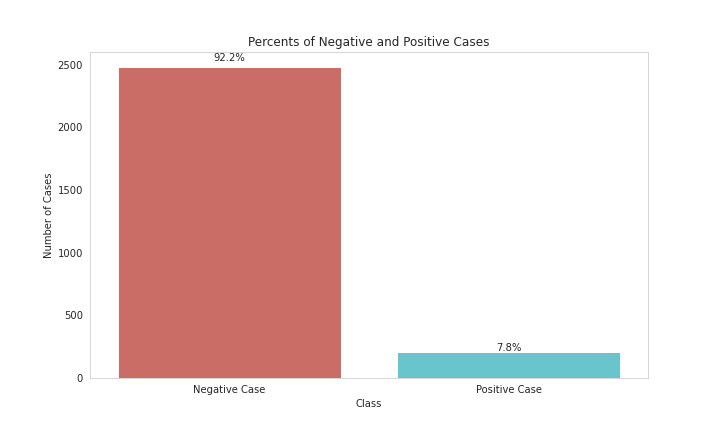 Percents of Negative and Positive Cases
92.2%
2500
2000
1500
1000
500
0
Number of Cases
7.8%
Negative Case
Positive Case
Class